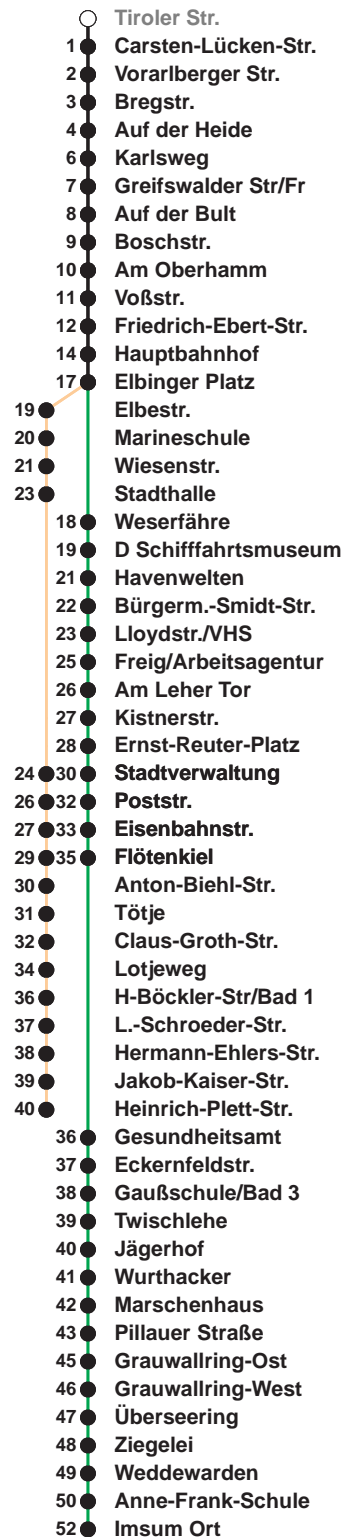 Tiroler Str.
1 Carsten-Lücken-Str.
2 Vorarlberger Str.
3 Bregstr.
4 Auf der Heide
6 Karlsweg
7 Greifswalder Str/Fr
8 Auf der Bult
9 Boschstr.
10 Am Oberhamm
11 Voßstr.
12 Friedrich-Ebert-Str.
14 Hauptbahnhof
17 Elbinger Platz
19 Elbestr.
20 Marineschule
21 Wiesenstr.
23 Stadthalle
18 Weserfähre
19 D Schifffahrtsmuseum
21 Havenwelten
22 Bürgerm.-Smidt-Str.
23 Lloydstr./VHS
25 Freig/Arbeitsagentur
26 Am Leher Tor
27 Kistnerstr.
28 Ernst-Reuter-Platz
24 30 Stadtverwaltung
26 32 Poststr.
27 33 Eisenbahnstr.
29 35 Flötenkiel
30 Anton-Biehl-Str.
31 Tötje
32 Claus-Groth-Str.
34 Lotjeweg
36 H-Böckler-Str/Bad 1
37 L.-Schroeder-Str.
38 Hermann-Ehlers-Str.
39 Jakob-Kaiser-Str.
40 Heinrich-Plett-Str.
36 Gesundheitsamt
37 Eckernfeldstr.
38 Gaußschule/Bad 3
39 Twischlehe
40 Jägerhof
41 Wurthacker
42 Marschenhaus
43 Pillauer Straße
45 Grauwallring-Ost
46 Grauwallring-West
47 Überseering
48 Ziegelei
49 Weddewarden
50 Anne-Frank-Schule
52 Imsum Ort